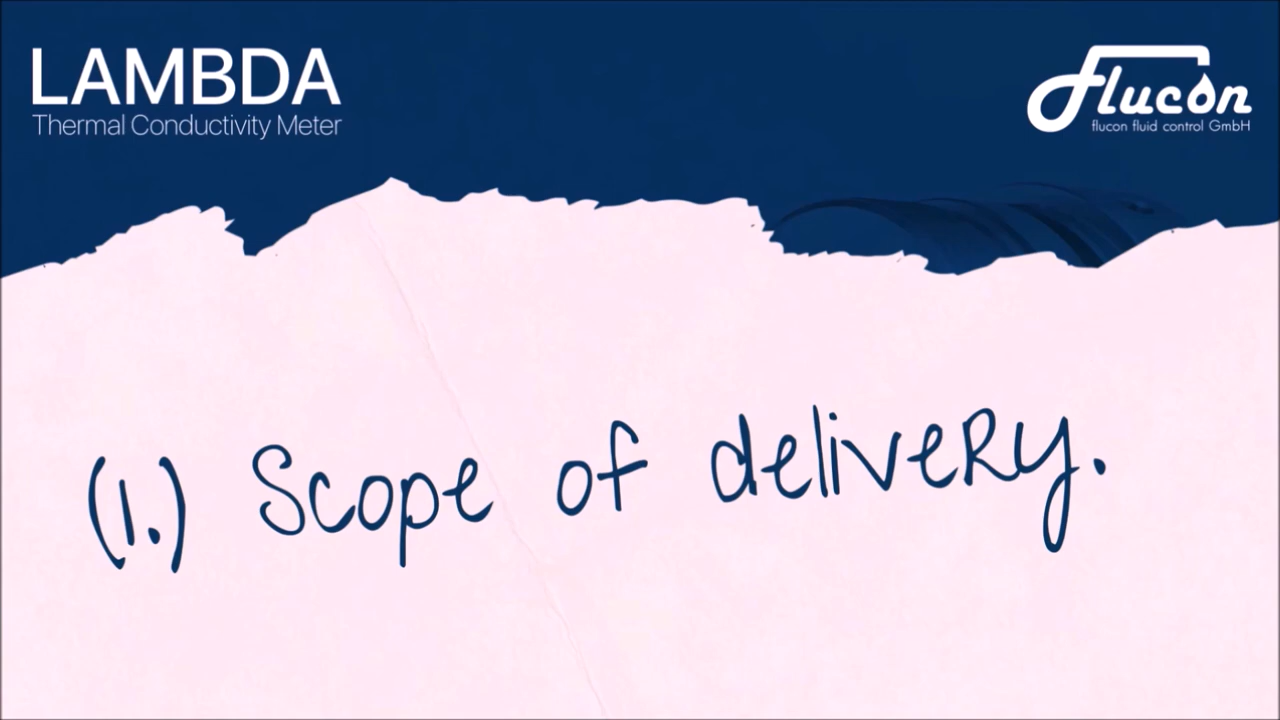 LAMBDA
Thermal Conductivity Meter
flucon
flucon fluid control GmbH
(1.) Scope of delivery.